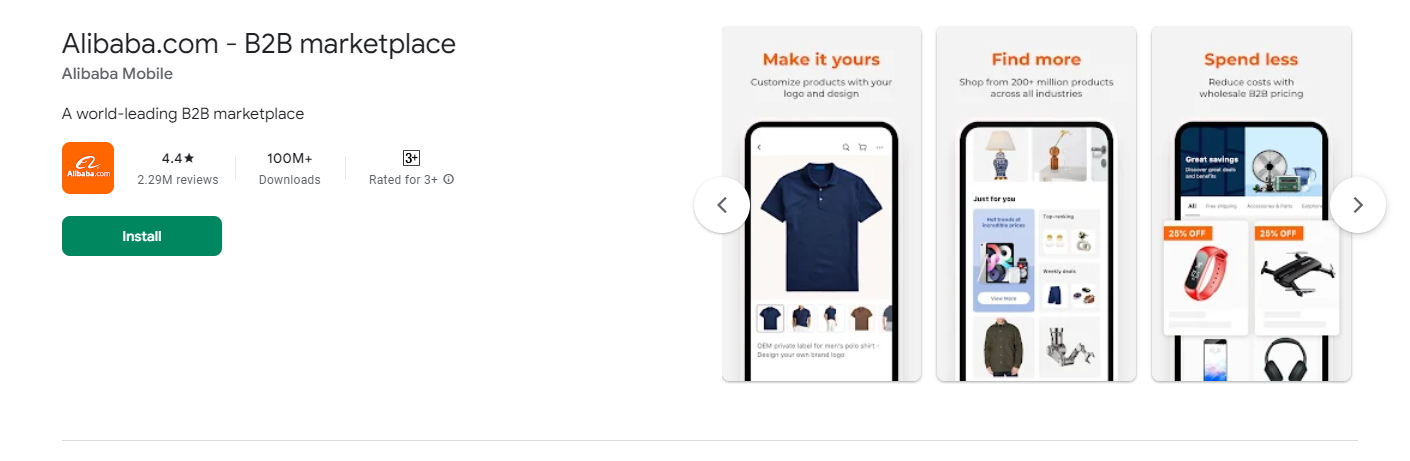 Alibaba.com - B2B marketplace
Alibaba Mobile
A world-leading B2B marketplace
Alibaba.com
4.4★
2.29M reviews
100M+
Downloads
3+
Rated for 3+
Install
Make it yours
Customize products with your
logo and design
OEM private label for men's polo shirt -
Design your own brand logo
Find more
Shop from 200+ million products
across all industries
Just for you
Hot trends at
incredible prices
View More
Top ranking
Weekly deals
Spend less
Reduce costs with
wholesale B2B pricing
Great savings
Discover great deals
and benefits
All Free shipping Accessories & Parts
25% OFF
25% OFF